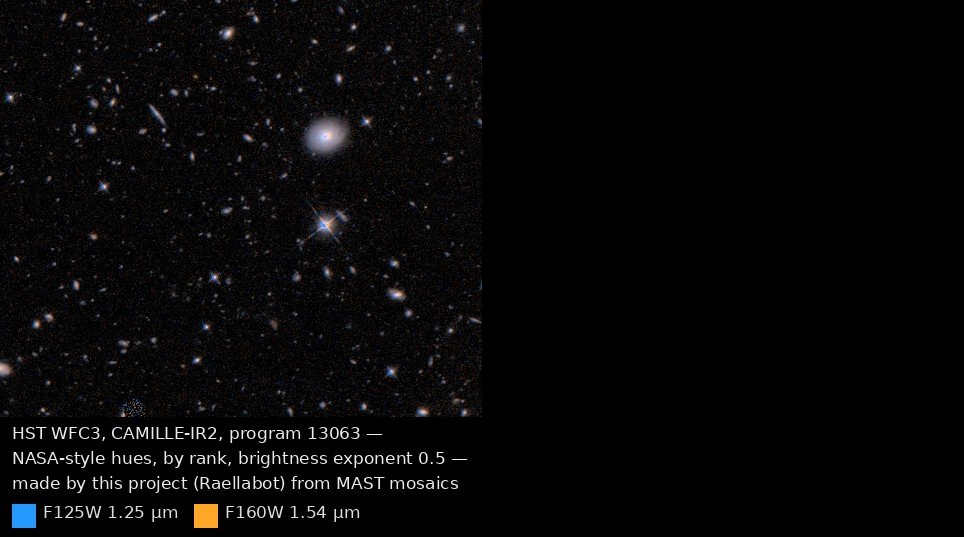 HST WFC3, CAMILLE-IR2, program 13063 —
NASA-style hues, by rank, brightness exponent 0.5 —
made by this project (Raellabot) from MAST mosaics
F125W 1.25 µm F160W 1.54 µm